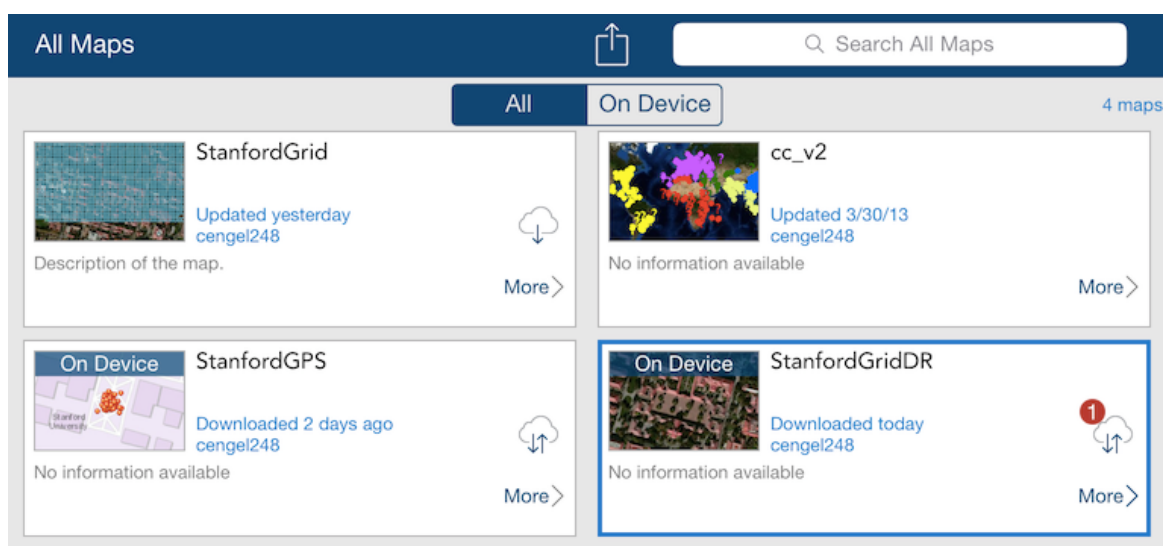 All Maps
Search All Maps
All
On Device
4 maps
StanfordGrid
Updated yesterday
cengel248
Description of the map.
More
cc_v2
Updated 3/30/13
cengel248
No information available
More
On Device
StanfordGPS
Stanford
University
Downloaded 2 days ago
cengel248
No information available
More
On Device
StanfordGridDR
1
Downloaded today
cengel248
No information available
More